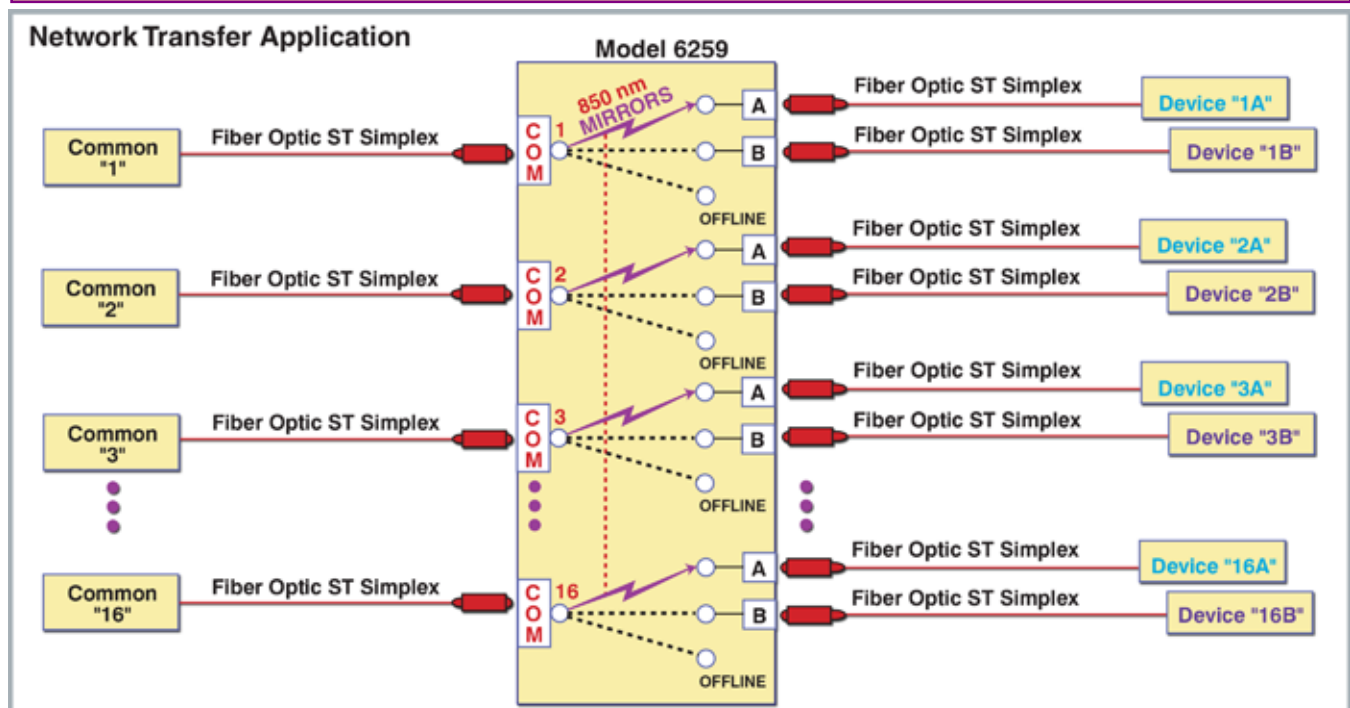 Network Transfer Application
Model 6259
850 nm
MIRRORS
Common
"1"
Fiber Optic ST Simplex
COM
1
A
B
OFFLINE
Fiber Optic ST Simplex
Device "1A"
Fiber Optic ST Simplex
Device "1B"
Common
"2"
Fiber Optic ST Simplex
COM
2
A
B
OFFLINE
Fiber Optic ST Simplex
Device "2A"
Fiber Optic ST Simplex
Device "2B"
Common
"3"
Fiber Optic ST Simplex
COM
3
A
B
OFFLINE
Fiber Optic ST Simplex
Device "3A"
Fiber Optic ST Simplex
Device "3B"
Common
"16"
Fiber Optic ST Simplex
COM
16
A
B
OFFLINE
Fiber Optic ST Simplex
Device "16A"
Fiber Optic ST Simplex
Device "16B"